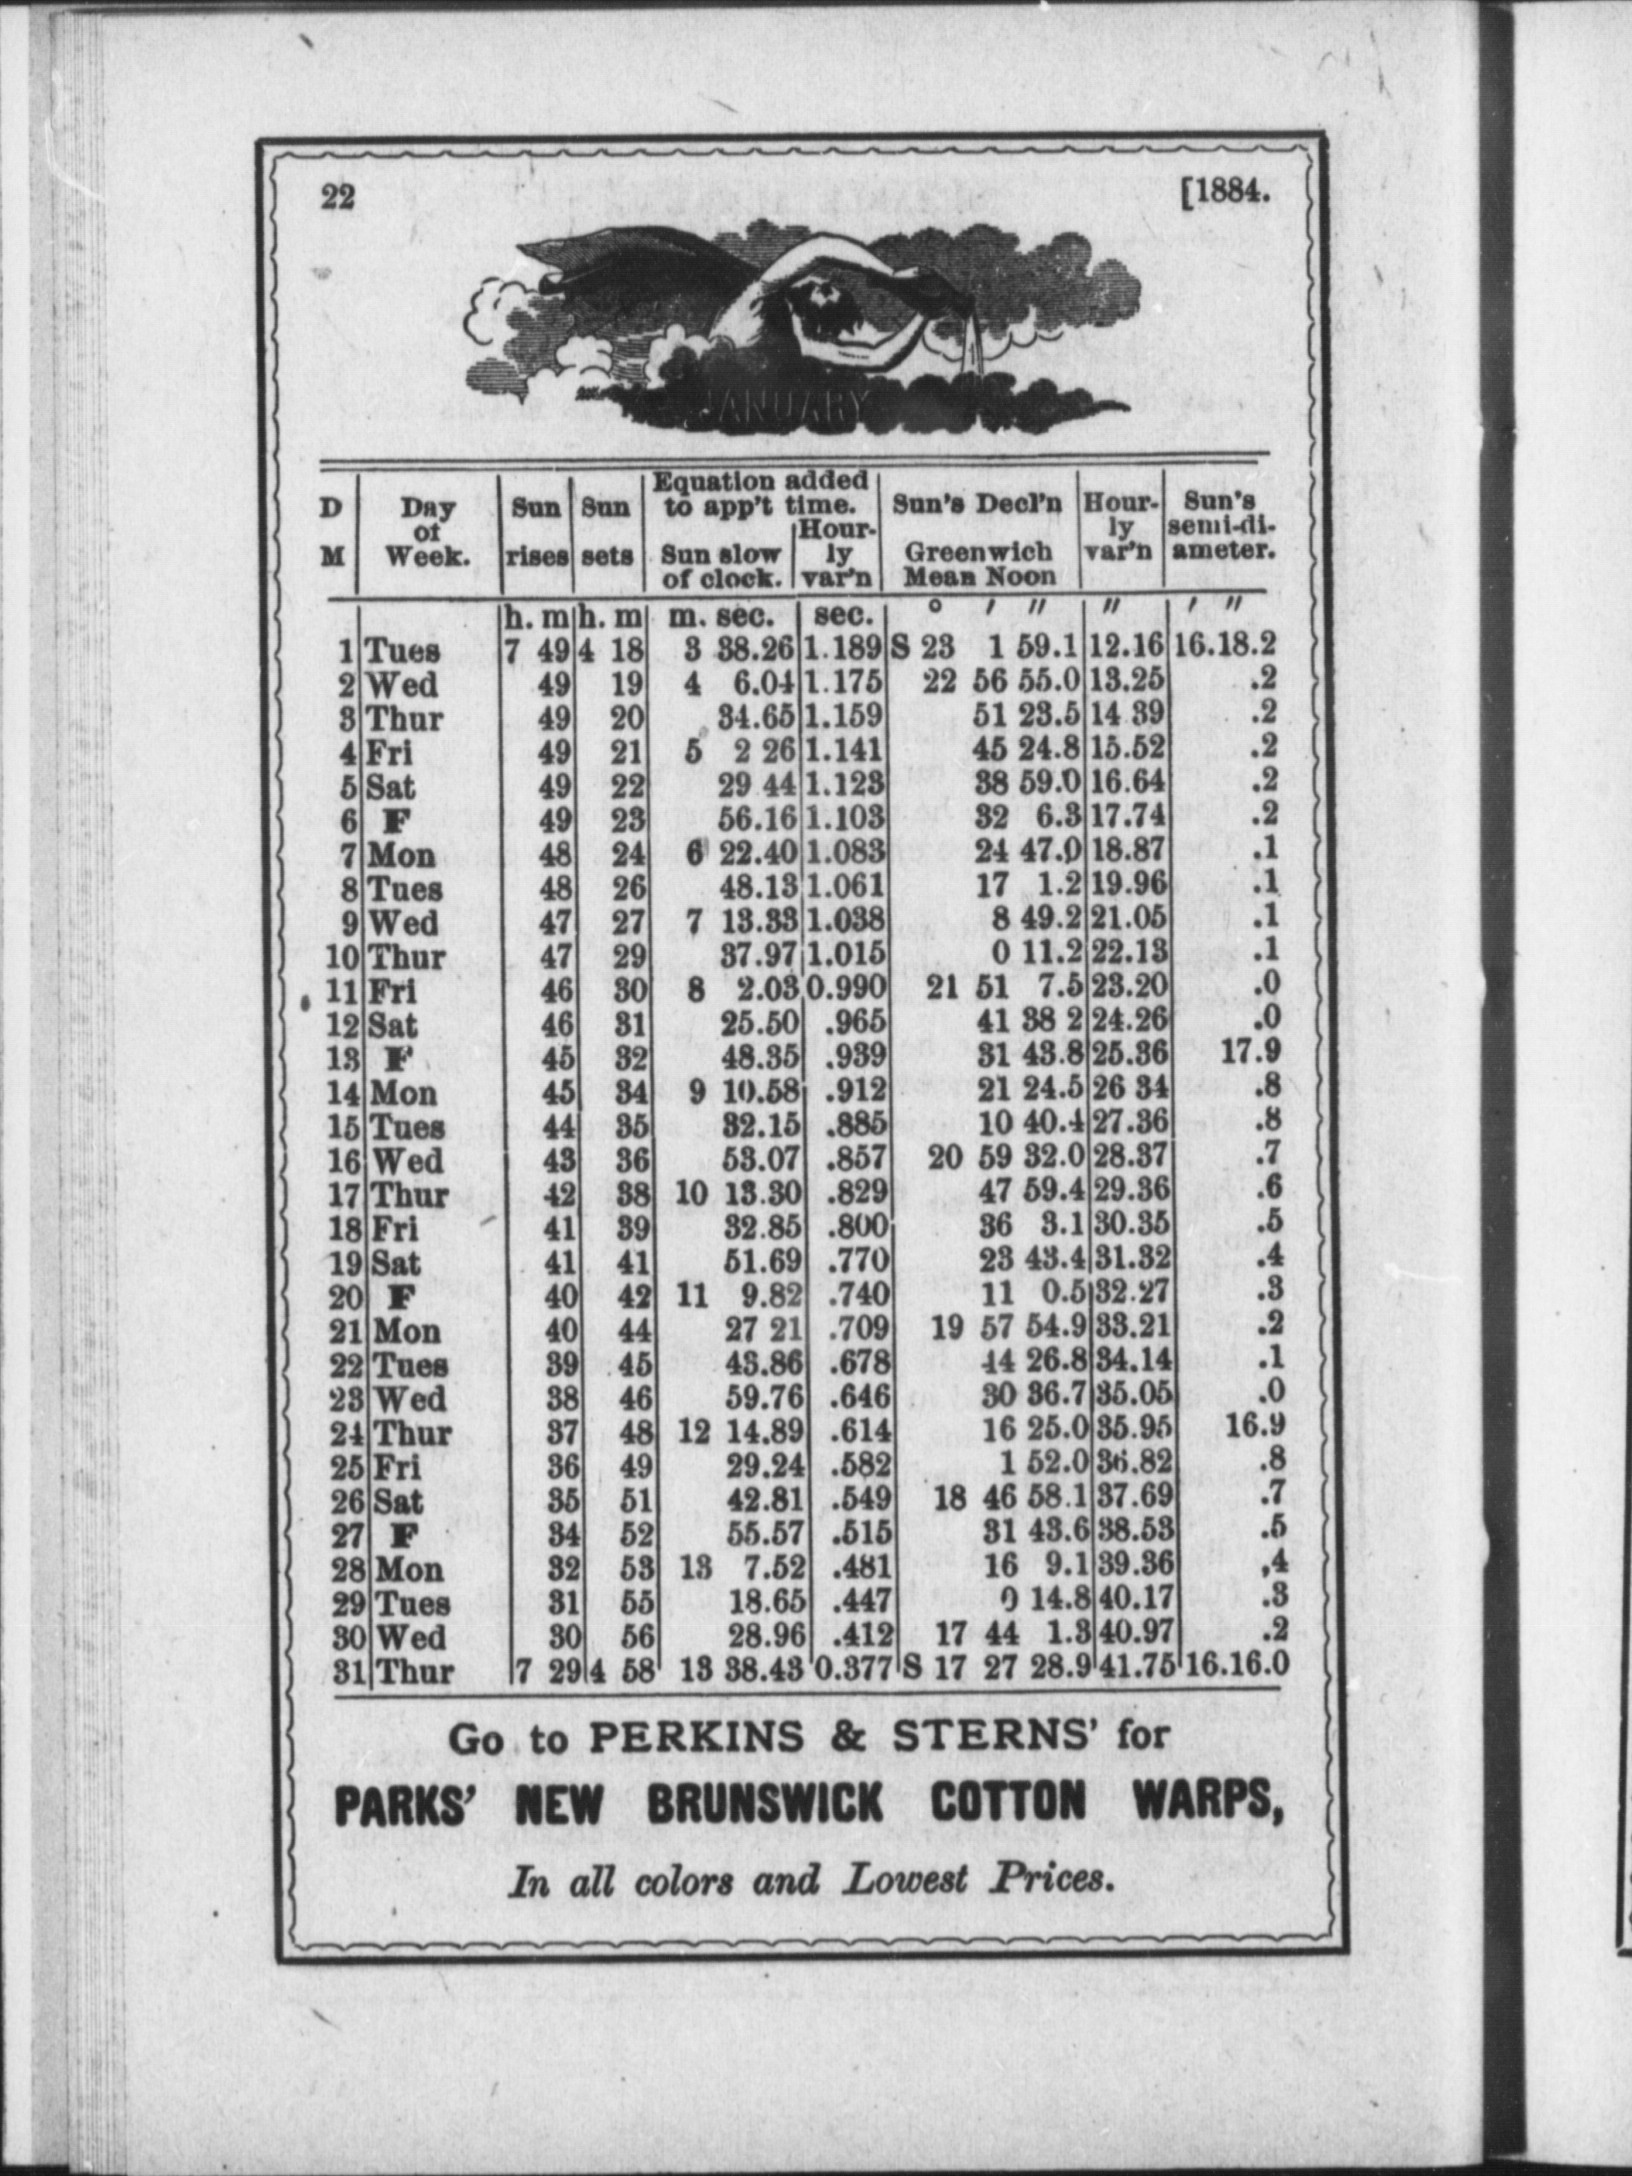 22 [1884.
JANUARY
D M | Day of Week. | Sun rises | Sun sets | Equation added to app't time. Sun slow of clock. | Hour-ly var'n | Sun's Decl'n Greenwich Mean Noon | Hour-ly var'n | Sun's semi-di-ameter.
h. m | h. m | m. sec. | sec. | ° ′ ″ | ″ | ′ ″
1 Tues 7 49 4 18 3 38.26 1.189 S 23 1 59.1 12.16 16.18.2
2 Wed 49 19 4 6.04 1.175 22 56 55.0 13.25 .2
3 Thur 49 20 34.65 1.159 51 23.5 14 39 .2
4 Fri 49 21 5 2 26 1.141 45 24.8 15.52 .2
5 Sat 49 22 29 44 1.123 38 59.0 16.64 .2
6 F 49 23 56.16 1.103 32 6.3 17.74 .2
7 Mon 48 24 6 22.40 1.083 24 47.0 18.87 .1
8 Tues 48 26 48.13 1.061 17 1.2 19.96 .1
9 Wed 47 27 7 13.33 1.038 8 49.2 21.05 .1
10 Thur 47 29 37.97 1.015 0 11.2 22.13 .1
11 Fri 46 30 8 2.03 0.990 21 51 7.5 23.20 .0
12 Sat 46 31 25.50 .965 41 38 2 24.26 .0
13 F 45 32 48.35 .939 31 43.8 25.36 17.9
14 Mon 45 34 9 10.58 .912 21 24.5 26 34 .8
15 Tues 44 35 32.15 .885 10 40.4 27.36 .8
16 Wed 43 36 53.07 .857 20 59 32.0 28.37 .7
17 Thur 42 38 10 13.30 .829 47 59.4 29.36 .6
18 Fri 41 39 32.85 .800 36 3.1 30.35 .5
19 Sat 41 41 51.69 .770 23 43.4 31.32 .4
20 F 40 42 11 9.82 .740 11 0.5 32.27 .3
21 Mon 40 44 27 21 .709 19 57 54.9 33.21 .2
22 Tues 39 45 43.86 .678 44 26.8 34.14 .1
23 Wed 38 46 59.76 .646 30 36.7 35.05 .0
24 Thur 37 48 12 14.89 .614 16 25.0 35.95 16.9
25 Fri 36 49 29.24 .582 1 52.0 36.82 .8
26 Sat 35 51 42.81 .549 18 46 58.1 37.69 .7
27 F 34 52 55.57 .515 31 43.6 38.53 .5
28 Mon 32 53 13 7.52 .481 16 9.1 39.36 ,4
29 Tues 31 55 18.65 .447 0 14.8 40.17 .3
30 Wed 30 56 28.96 .412 17 44 1.3 40.97 .2
31 Thur 7 29 4 58 13 38.43 0.377 S 17 27 28.9 41.75 16.16.0
Go to PERKINS & STERNS' for
PARKS' NEW BRUNSWICK COTTON WARPS,
In all colors and Lowest Prices.